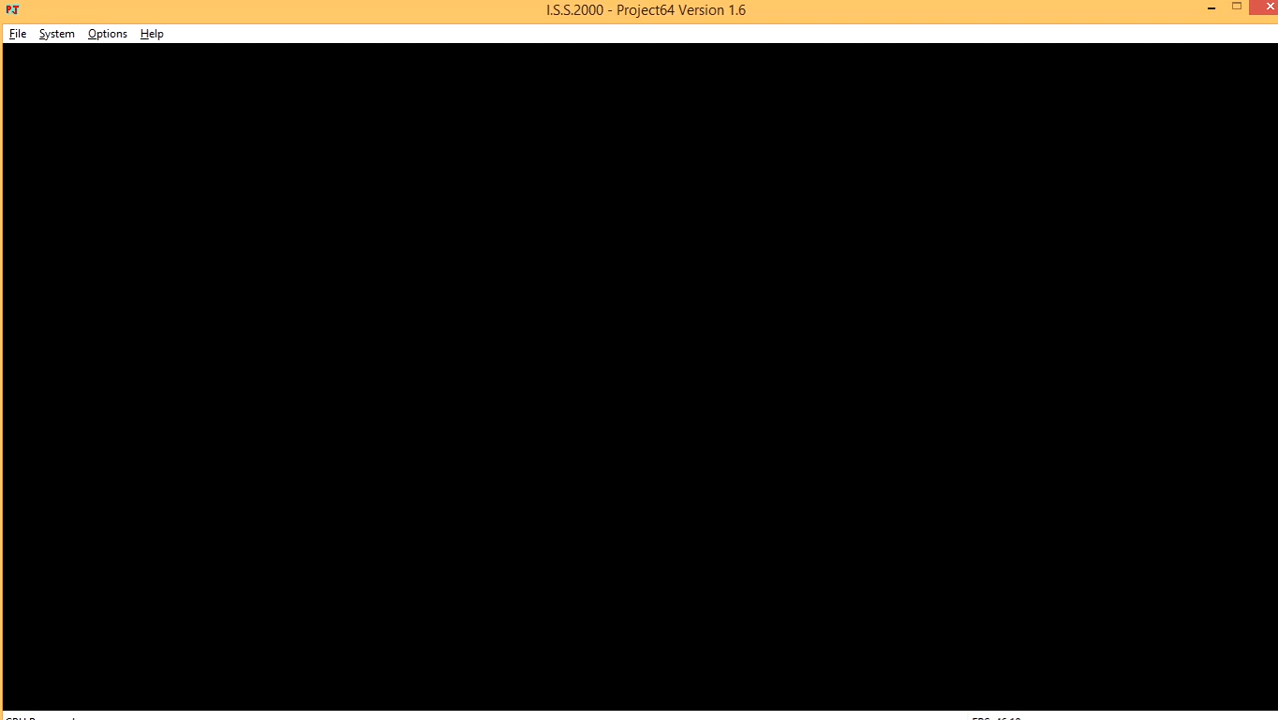 I.S.S.2000 - Project64 Version 1.6
File System Options Help